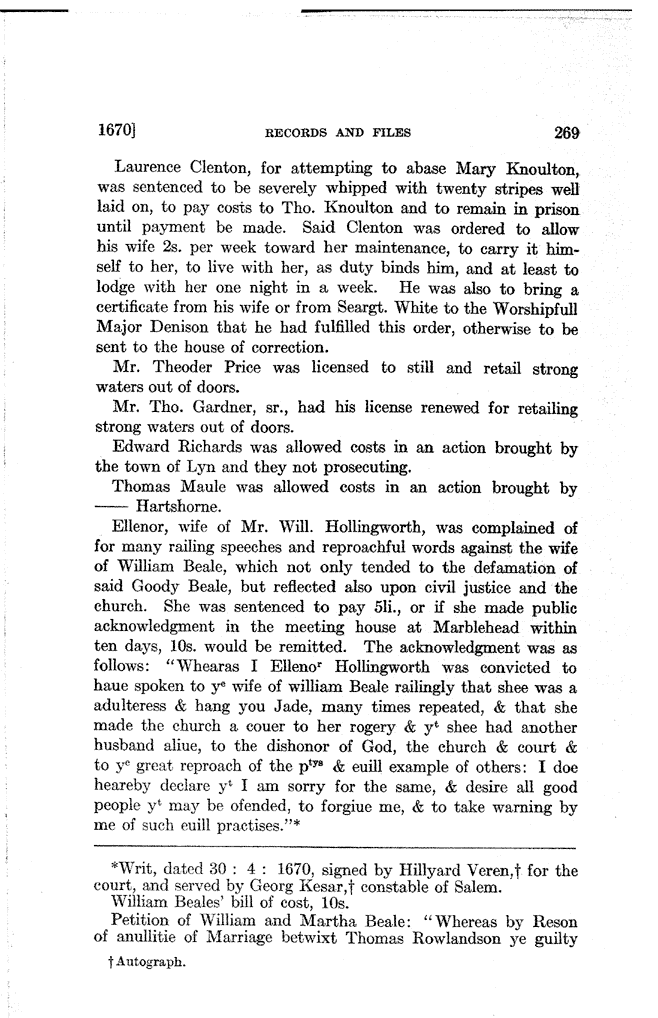 1670] RECORDS AND FILES 269
Laurence Clenton, for attempting to abase Mary Knoulton,
was sentenced to be severely whipped with twenty stripes well
laid on, to pay costs to Tho. Knoulton and to remain in prison
until payment be made. Said Clenton was ordered to allow
his wife 2s. per week toward her maintenance, to carry it him-
self to her, to live with her, as duty binds him, and at least to
lodge with her one night in a week. He was also to bring a
certificate from his wife or from Seargt. White to the Worshipfull
Major Denison that he had fulfilled this order, otherwise to be
sent to the house of correction.
Mr. Theoder Price was licensed to still and retail strong
waters out of doors.
Mr. Tho. Gardner, sr., had his license renewed for retailing
strong waters out of doors.
Edward Richards was allowed costs in an action brought by
the town of Lyn and they not prosecuting.
Thomas Maule was allowed costs in an action brought by
—— Hartshorne.
Ellenor, wife of Mr. Will. Hollingworth, was complained of
for many railing speeches and reproachful words against the wife
of William Beale, which not only tended to the defamation of
said Goody Beale, but reflected also upon civil justice and the
church. She was sentenced to pay 5li., or if she made public
acknowledgment in the meeting house at Marblehead within
ten days, 10s. would be remitted. The acknowledgment was as
follows: "Whearas I Ellenoʳ Hollingworth was convicted to
haue spoken to yᵉ wife of william Beale railingly that shee was a
adulteress & hang you Jade, many times repeated, & that she
made the church a couer to her rogery & yᵗ shee had another
husband aliue, to the dishonor of God, the church & court &
to yᵉ great reproach of the pᵗʸˢ & euill example of others: I doe
heareby declare yᵗ I am sorry for the same, & desire all good
people yᵗ may be ofended, to forgiue me, & to take warning by
me of such euill practises."*
*Writ, dated 30 : 4 : 1670, signed by Hillyard Veren,† for the
court, and served by Georg Kesar,† constable of Salem.
William Beales' bill of cost, 10s.
Petition of William and Martha Beale: "Whereas by Reson
of anullitie of Marriage betwixt Thomas Rowlandson ye guilty
†Autograph.